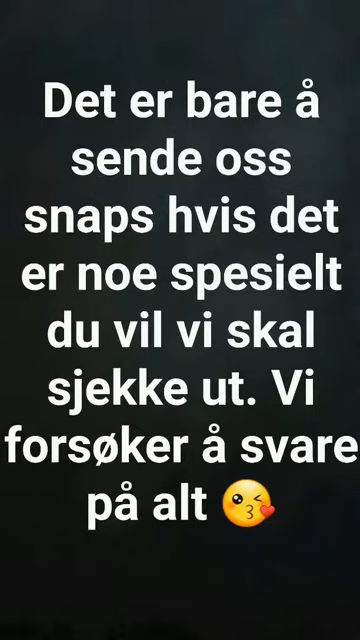 Det er bare å
sende oss
snaps hvis det
er noe spesielt
du vil vi skal
sjekke ut. Vi
forsøker å svare
på alt 😘